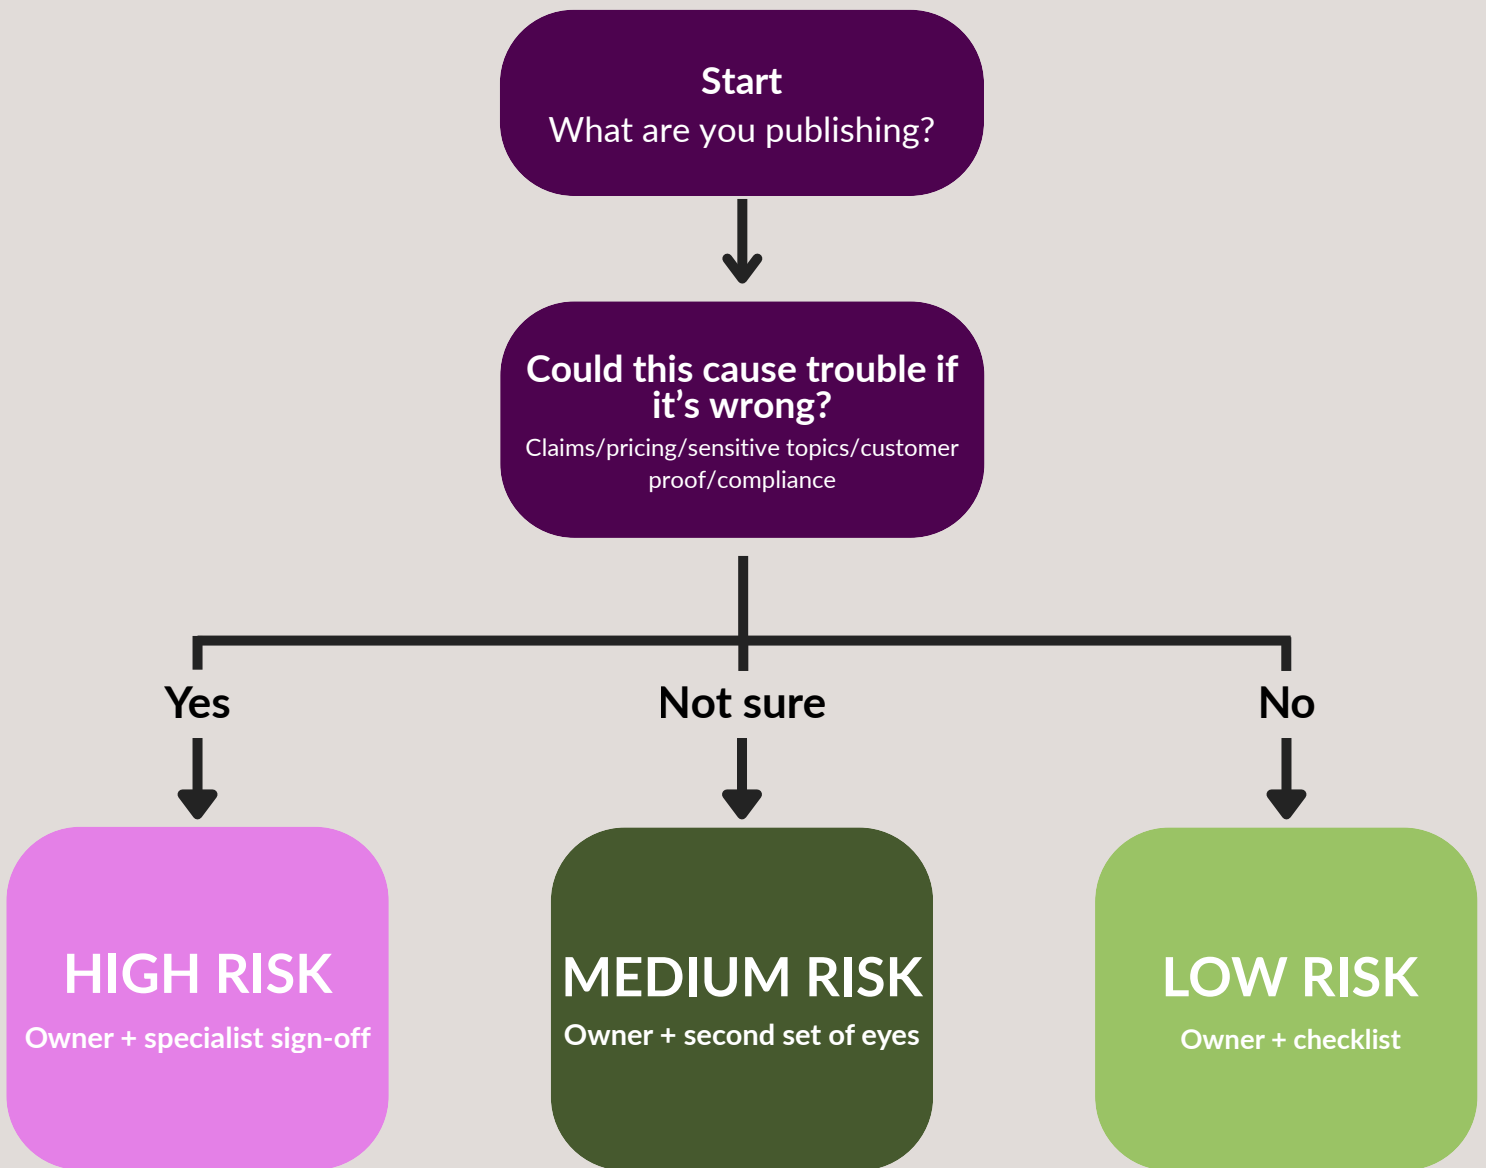 Start
What are you publishing?
Could this cause trouble if
it's wrong?
Claims/pricing/sensitive topics/customer
proof/compliance
Yes
Not sure
No
HIGH RISK
Owner + specialist sign-off
MEDIUM RISK
Owner + second set of eyes
LOW RISK
Owner + checklist